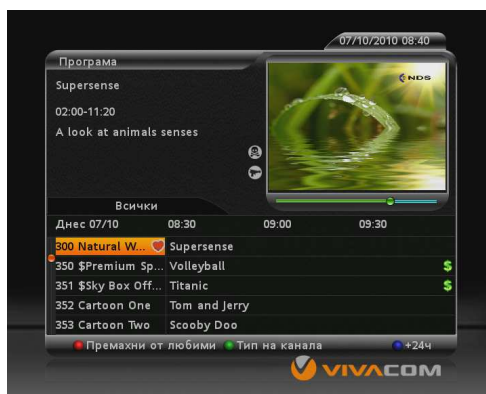 07/10/2010 08:40
Програма
NDS
Supersense
02:00-11:20
A look at animals senses
Всички
Днес 07/10 08:30 09:00 09:30
300 Natural W... Supersense
350 $Premium Sp... Volleyball $
351 $Sky Box Off... Titanic $
352 Cartoon One Tom and Jerry
353 Cartoon Two Scooby Doo
Премахни от любими Тип на канала +24ч
VIVACOM